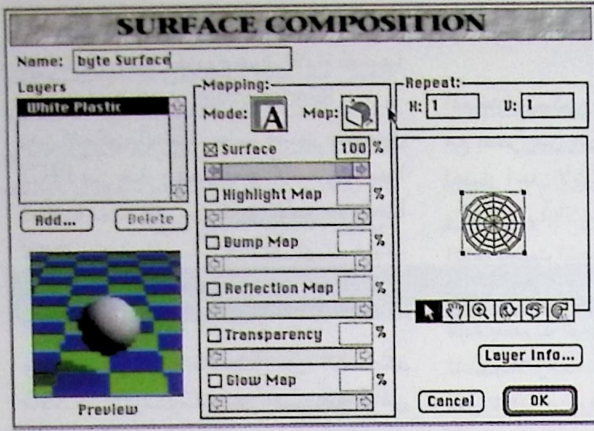 SURFACE COMPOSITION
Name: byte Surface
Layers
White Plastic
Add... Delete
Preview
Mapping:
Mode: A Map:
Surface 100 %
Highlight Map %
Bump Map %
Reflection Map %
Transparency %
Glow Map %
Repeat:
H: 1 U: 1
Layer Info...
Cancel OK